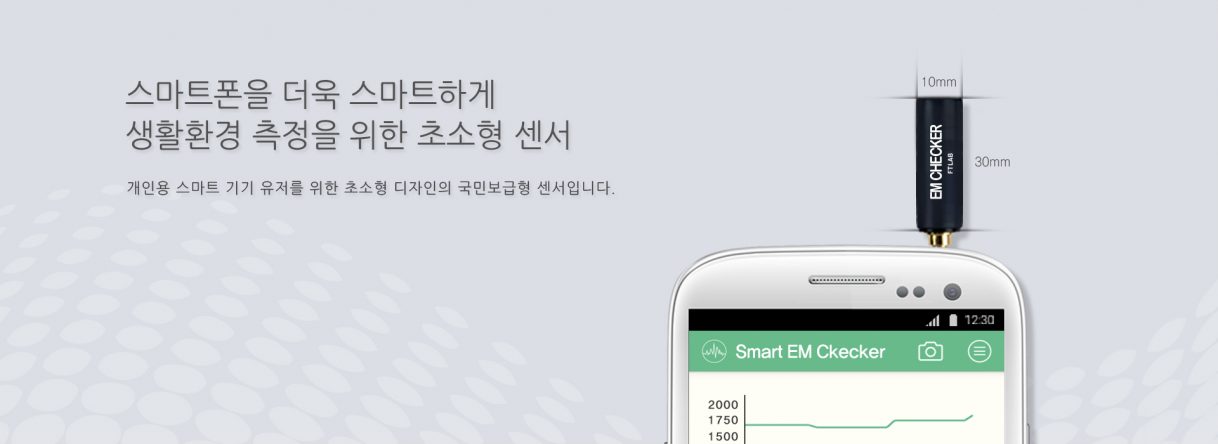 스마트폰을 더욱 스마트하게
생활환경 측정을 위한 초소형 센서
개인용 스마트 기기 유저를 위한 초소형 디자인의 국민보급형 센서입니다.
10mm
EM CHECKER
FT LAB
30mm
12:30
Smart EM Ckecker
2000
1750
1500